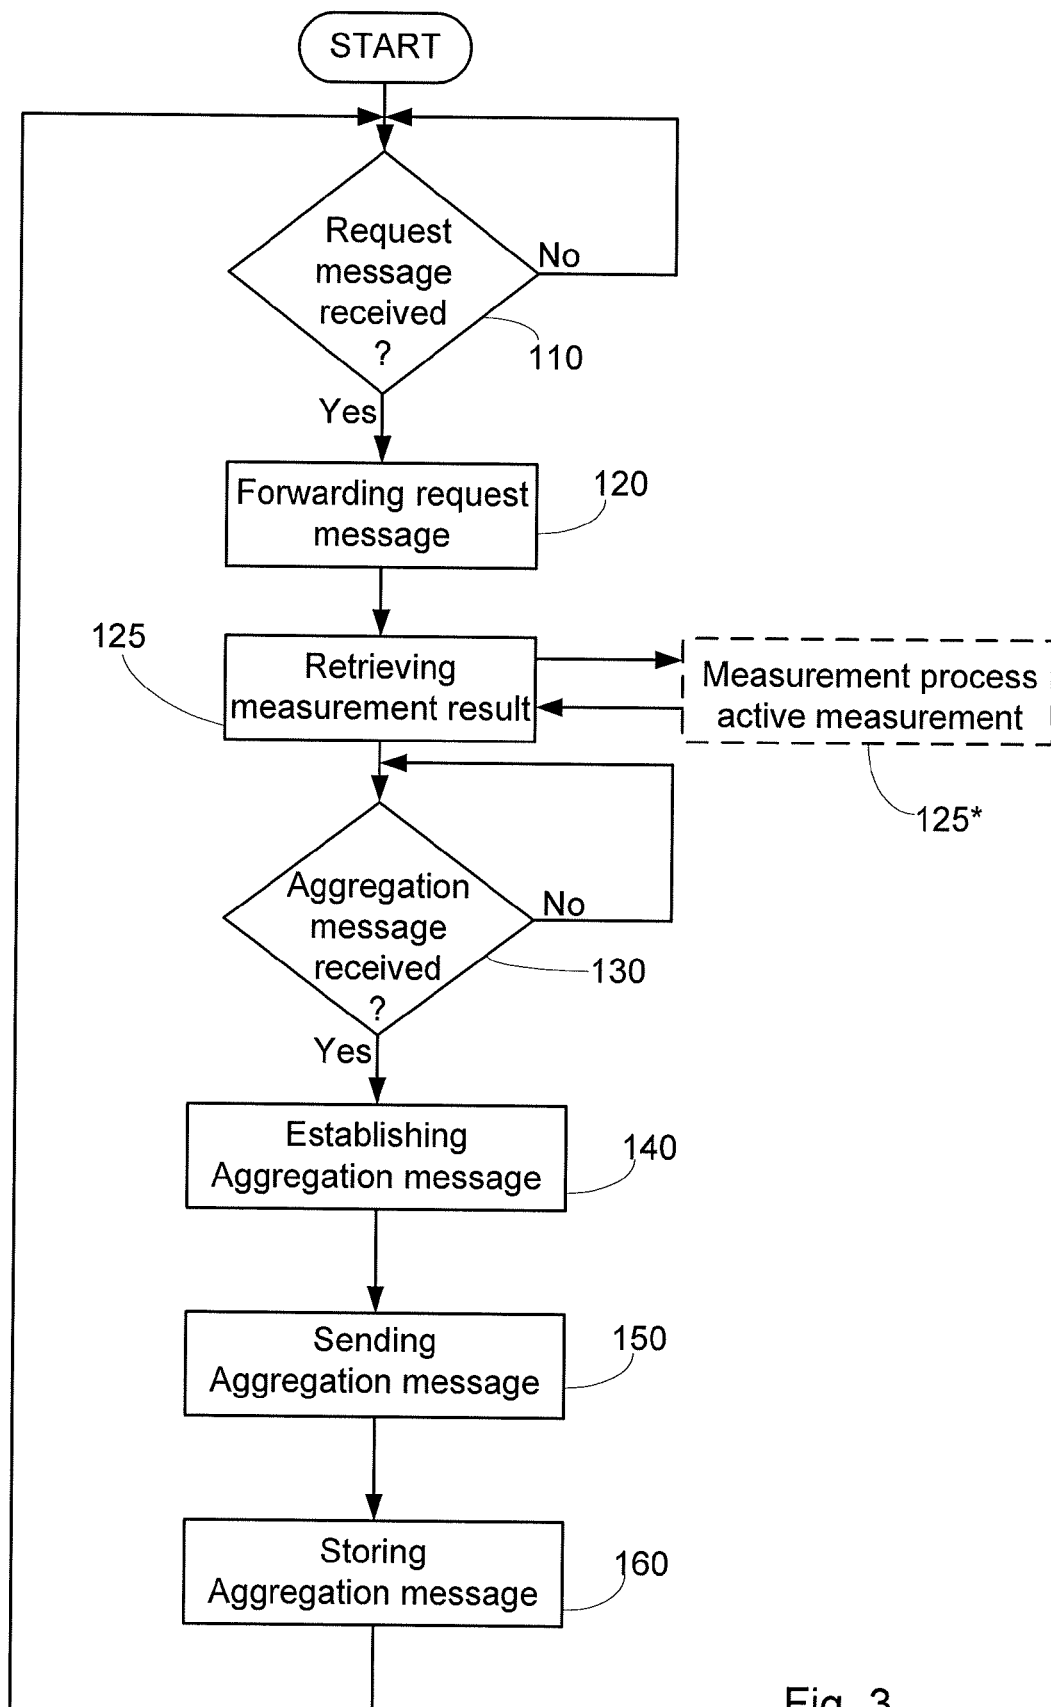 START
Request
message
received
?
No
110
Yes
Forwarding request
message
120
125
Retrieving
measurement result
Measurement process
active measurement
125*
Aggregation
message
received
?
No
130
Yes
Establishing
Aggregation message
140
Sending
Aggregation message
150
Storing
Aggregation message
160
Fig. 3